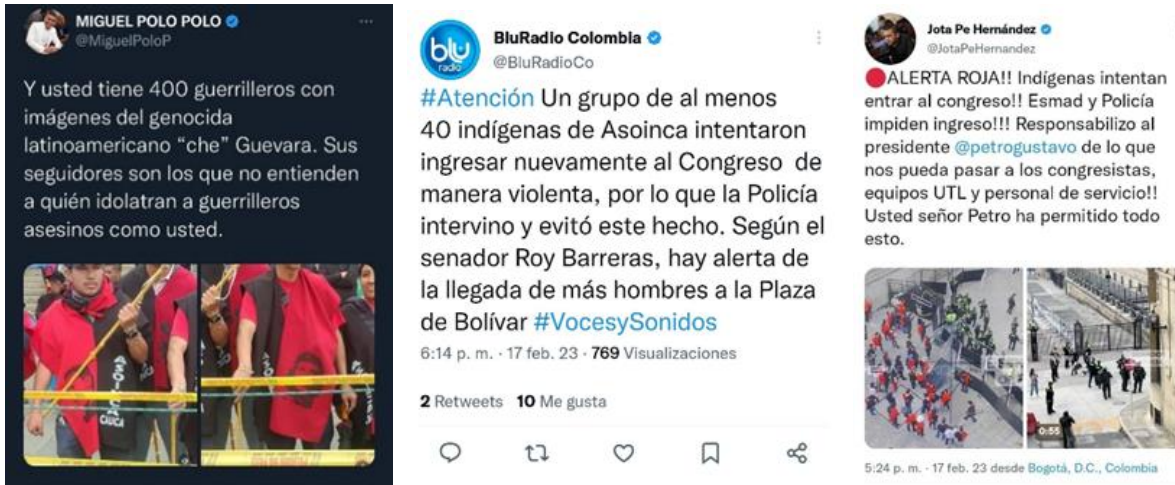 MIGUEL POLO POLO
@MiguelPoloP
Y usted tiene 400 guerrilleros con
imágenes del genocida
latinoamericano “che” Guevara. Sus
seguidores son los que no entienden
a quién idolatran a guerrilleros
asesinos como usted.
ASOINCA
CAUCA
blu
radio
BluRadio Colombia
@BluRadioCo
#Atención Un grupo de al menos
40 indígenas de Asoinca intentaron
ingresar nuevamente al Congreso de
manera violenta, por lo que la Policía
intervino y evitó este hecho. Según el
senador Roy Barreras, hay alerta de
la llegada de más hombres a la Plaza
de Bolívar #VocesySonidos
6:14 p. m. · 17 feb. 23 · 769 Visualizaciones
2 Retweets 10 Me gusta
Jota Pe Hernández
@JotaPeHernandez
ALERTA ROJA!! Indígenas intentan
entrar al congreso!! Esmad y Policía
impiden ingreso!!! Responsabilizo al
presidente @petrogustavo de lo que
nos pueda pasar a los congresistas,
equipos UTL y personal de servicio!!
Usted señor Petro ha permitido todo
esto.
0:55
5:24 p. m. · 17 feb. 23 desde Bogotá, D.C., Colombia